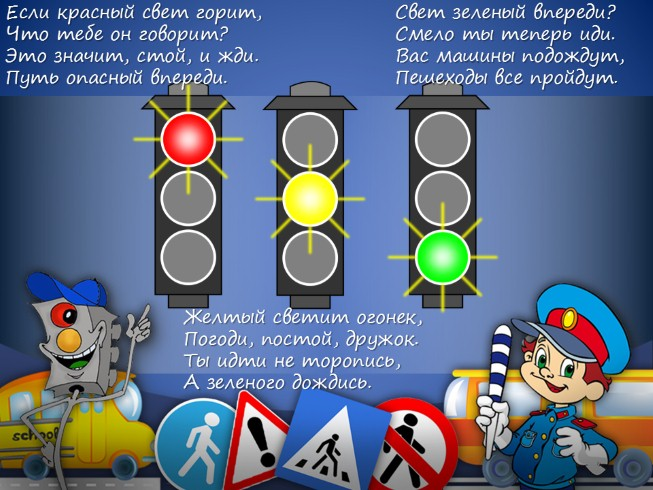 Если красный свет горит,
Что тебе он говорит?
Это значит, стой, и жди.
Путь опасный впереди.
Свет зеленый впереди?
Смело ты теперь иди.
Вас машины подождут,
Пешеходы все пройдут.
Желтый светит огонек,
Погоди, постой, дружок.
Ты идти не торопись,
А зеленого дождись.
school